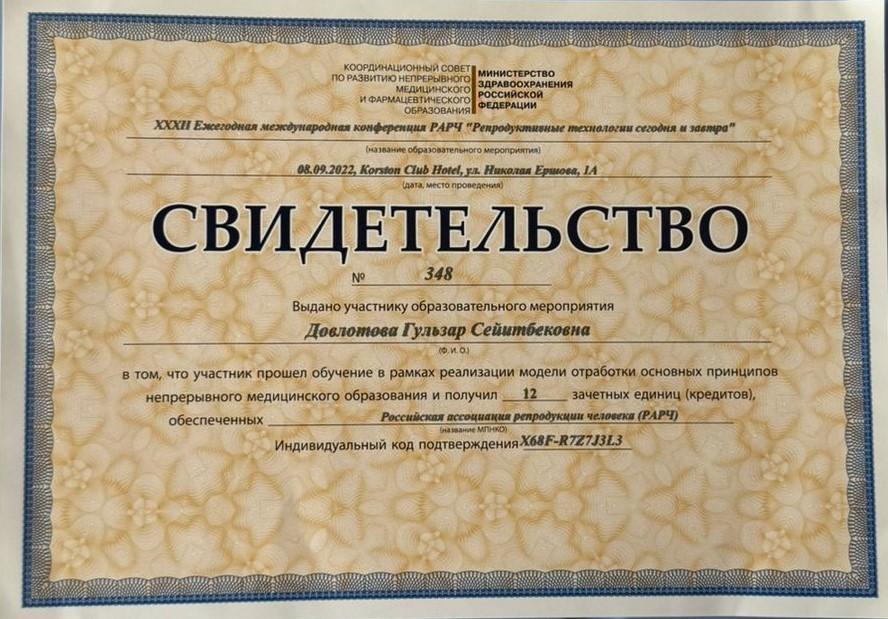 КООРДИНАЦИОННЫЙ СОВЕТ
ПО РАЗВИТИЮ НЕПРЕРЫВНОГО
МЕДИЦИНСКОГО
И ФАРМАЦЕВТИЧЕСКОГО
ОБРАЗОВАНИЯ
МИНИСТЕРСТВО
ЗДРАВООХРАНЕНИЯ
РОССИЙСКОЙ
ФЕДЕРАЦИИ
XXXII Ежегодная международная конференция РАРЧ "Репродуктивные технологии сегодня и завтра"
(название образовательного мероприятия)
08.09.2022, Korston Club Hotel, ул. Николая Ершова, 1А
(дата, место проведения)
СВИДЕТЕЛЬСТВО
№ 348
Выдано участнику образовательного мероприятия
Довлотова Гульзар Сейитбековна
(Ф. И. О.)
в том, что участник прошел обучение в рамках реализации модели отработки основных принципов
непрерывного медицинского образования и получил 12 зачетных единиц (кредитов),
обеспеченных Российская ассоциация репродукции человека (РАРЧ)
(название МПНКО)
Индивидуальный код подтверждения X68F-R7Z7J3L3